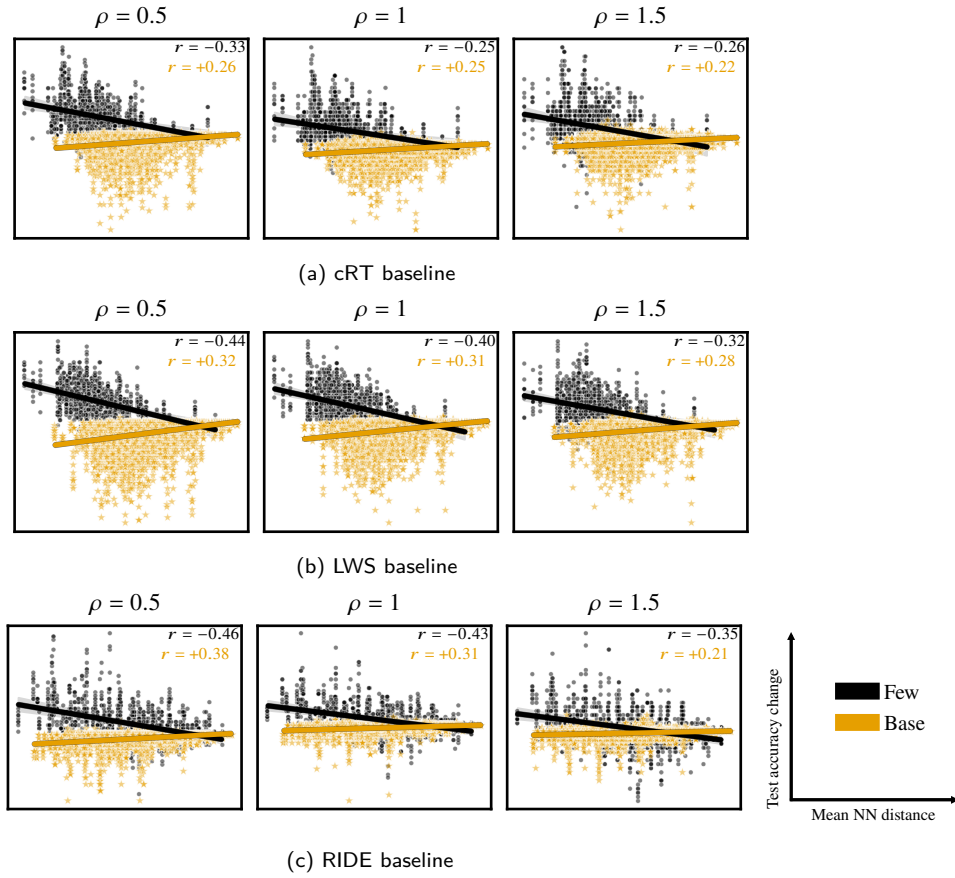 ρ = 0.5 ρ = 1 ρ = 1.5
r = −0.33 r = −0.25 r = −0.26
r = +0.26 r = +0.25 r = +0.22
(a) cRT baseline
ρ = 0.5 ρ = 1 ρ = 1.5
r = −0.44 r = −0.40 r = −0.32
r = +0.32 r = +0.31 r = +0.28
(b) LWS baseline
ρ = 0.5 ρ = 1 ρ = 1.5
r = −0.46 r = −0.43 r = −0.35
r = +0.38 r = +0.31 r = +0.21
Test accuracy change
Few
Base
Mean NN distance
(c) RIDE baseline